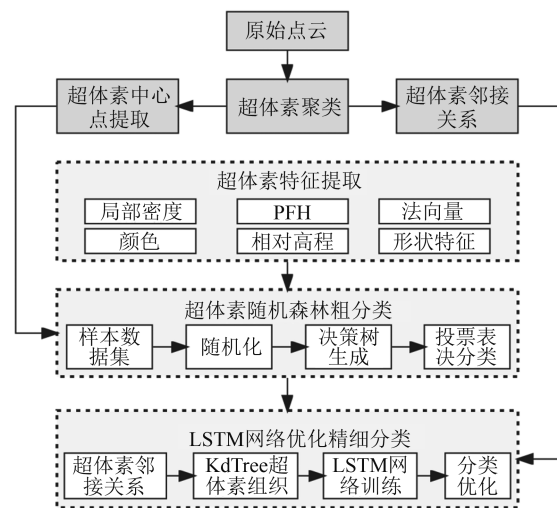 原始点云
超体素中心
点提取
超体素聚类
超体素邻接
关系
超体素特征提取
局部密度
PFH
法向量
颜色
相对高程
形状特征
超体素随机森林粗分类
样本数
据集
随机化
决策树
生成
投票表
决分类
LSTM网络优化精细分类
超体素邻
接关系
KdTree超
体素组织
LSTM网
络训练
分类
优化